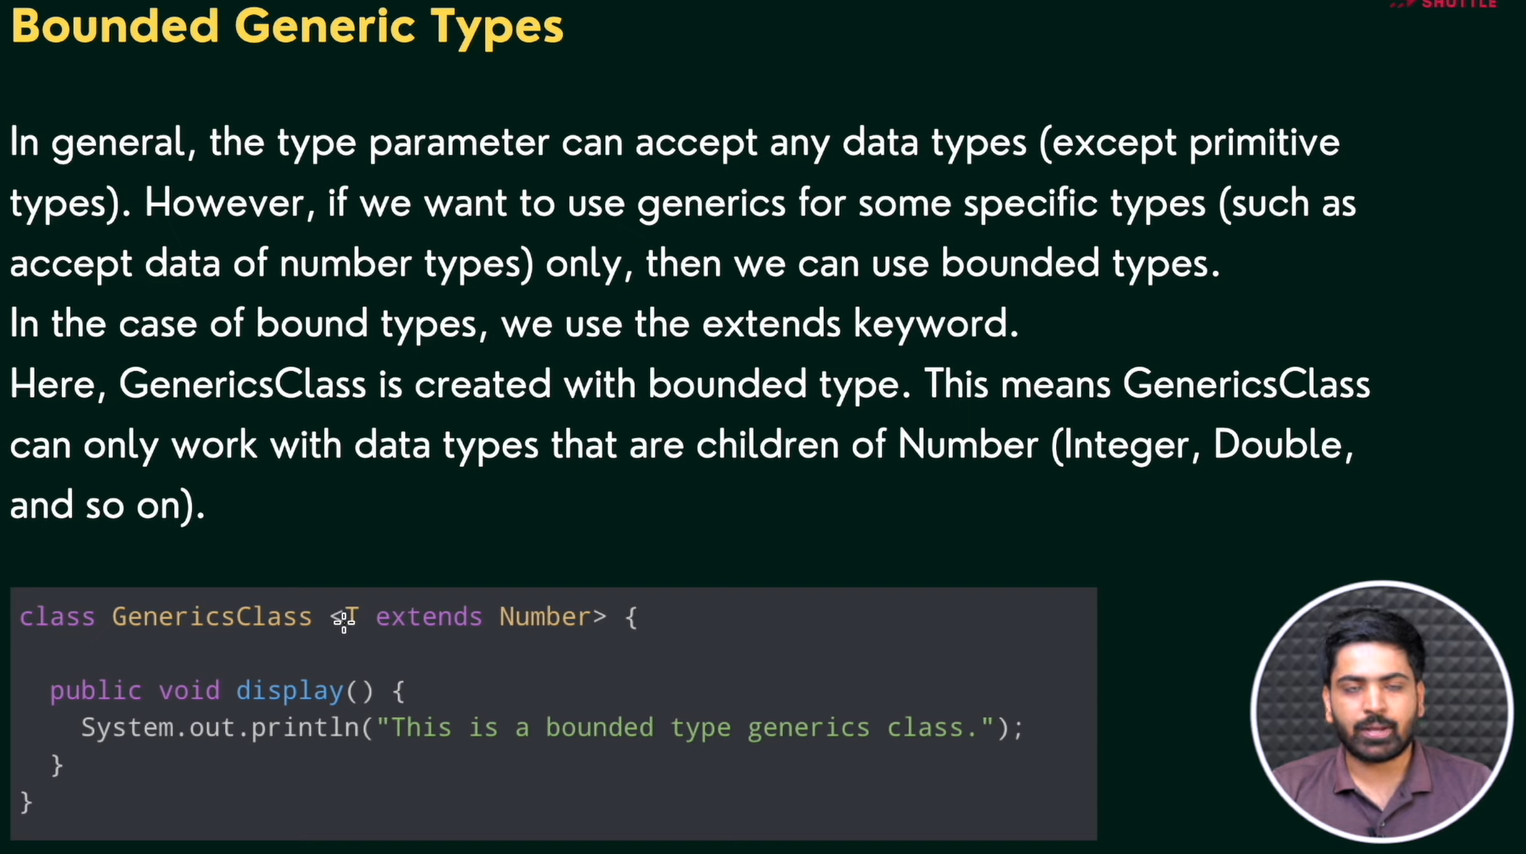 SHUTTLE
Bounded Generic Types
In general, the type parameter can accept any data types (except primitive
types). However, if we want to use generics for some specific types (such as
accept data of number types) only, then we can use bounded types.
In the case of bound types, we use the extends keyword.
Here, GenericsClass is created with bounded type. This means GenericsClass
can only work with data types that are children of Number (Integer, Double,
and so on).
class GenericsClass <T extends Number> {
public void display() {
System.out.println("This is a bounded type generics class.");
}
}